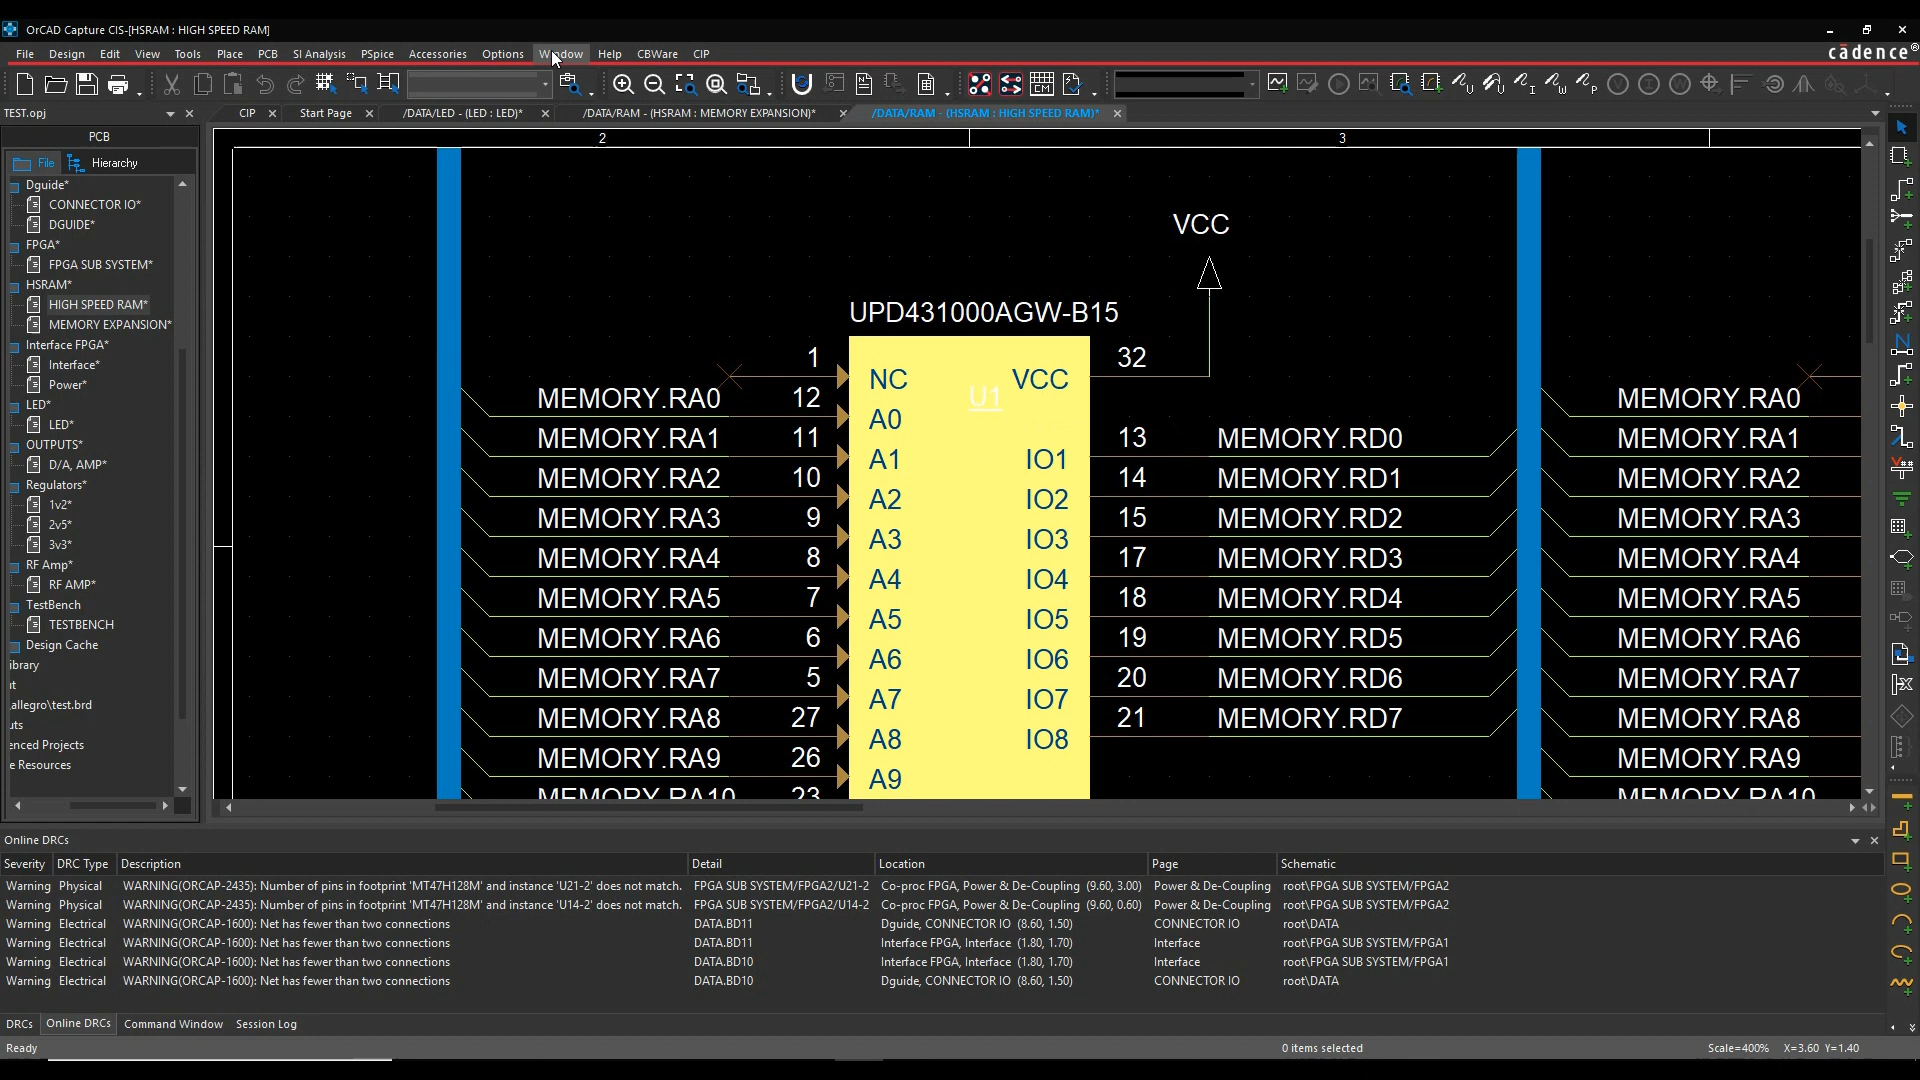 OrCAD Capture CIS-[HSRAM : HIGH SPEED RAM]
File Design Edit View Tools Place PCB SI Analysis PSpice Accessories Options Window Help CBWare CIP
cādence®
TEST.opj
CIP Start Page /DATA/LED - (LED : LED)* /DATA/RAM - (HSRAM : MEMORY EXPANSION)* /DATA/RAM - (HSRAM : HIGH SPEED RAM)*
PCB
File Hierarchy
Dguide*
CONNECTOR IO*
DGUIDE*
FPGA*
FPGA SUB SYSTEM*
HSRAM*
HIGH SPEED RAM*
MEMORY EXPANSION*
Interface FPGA*
Interface*
Power*
LED*
LED*
OUTPUTS*
D/A, AMP*
Regulators*
1v2*
2v5*
3v3*
RF Amp*
RF AMP*
TestBench
TESTBENCH
Design Cache
ibrary
it
.allegro\test.brd
uts
enced Projects
e Resources
2 3
VCC
UPD431000AGW-B15
1 NC VCC 32
U1
MEMORY.RA0 12 A0 MEMORY.RA0
MEMORY.RA1 11 A1 IO1 13 MEMORY.RD0 MEMORY.RA1
MEMORY.RA2 10 A2 IO2 14 MEMORY.RD1 MEMORY.RA2
MEMORY.RA3 9 A3 IO3 15 MEMORY.RD2 MEMORY.RA3
MEMORY.RA4 8 A4 IO4 17 MEMORY.RD3 MEMORY.RA4
MEMORY.RA5 7 A5 IO5 18 MEMORY.RD4 MEMORY.RA5
MEMORY.RA6 6 A6 IO6 19 MEMORY.RD5 MEMORY.RA6
MEMORY.RA7 5 A7 IO7 20 MEMORY.RD6 MEMORY.RA7
MEMORY.RA8 27 A8 IO8 21 MEMORY.RD7 MEMORY.RA8
MEMORY.RA9 26 A9 MEMORY.RA9
MEMORY.RA10 23 MEMORY.RA10
Online DRCs
Severity DRC Type Description Detail Location Page Schematic
Warning Physical WARNING(ORCAP-2435): Number of pins in footprint 'MT47H128M' and instance 'U21-2' does not match. FPGA SUB SYSTEM/FPGA2/U21-2 Co-proc FPGA, Power & De-Coupling (9.60, 3.00) Power & De-Coupling root\FPGA SUB SYSTEM/FPGA2
Warning Physical WARNING(ORCAP-2435): Number of pins in footprint 'MT47H128M' and instance 'U14-2' does not match. FPGA SUB SYSTEM/FPGA2/U14-2 Co-proc FPGA, Power & De-Coupling (9.60, 0.60) Power & De-Coupling root\FPGA SUB SYSTEM/FPGA2
Warning Electrical WARNING(ORCAP-1600): Net has fewer than two connections DATA.BD11 Dguide, CONNECTOR IO (8.60, 1.50) CONNECTOR IO root\DATA
Warning Electrical WARNING(ORCAP-1600): Net has fewer than two connections DATA.BD11 Interface FPGA, Interface (1.80, 1.70) Interface root\FPGA SUB SYSTEM/FPGA1
Warning Electrical WARNING(ORCAP-1600): Net has fewer than two connections DATA.BD10 Interface FPGA, Interface (1.80, 1.70) Interface root\FPGA SUB SYSTEM/FPGA1
Warning Electrical WARNING(ORCAP-1600): Net has fewer than two connections DATA.BD10 Dguide, CONNECTOR IO (8.60, 1.50) CONNECTOR IO root\DATA
DRCs Online DRCs Command Window Session Log
Ready 0 items selected Scale=400% X=3.60 Y=1.40